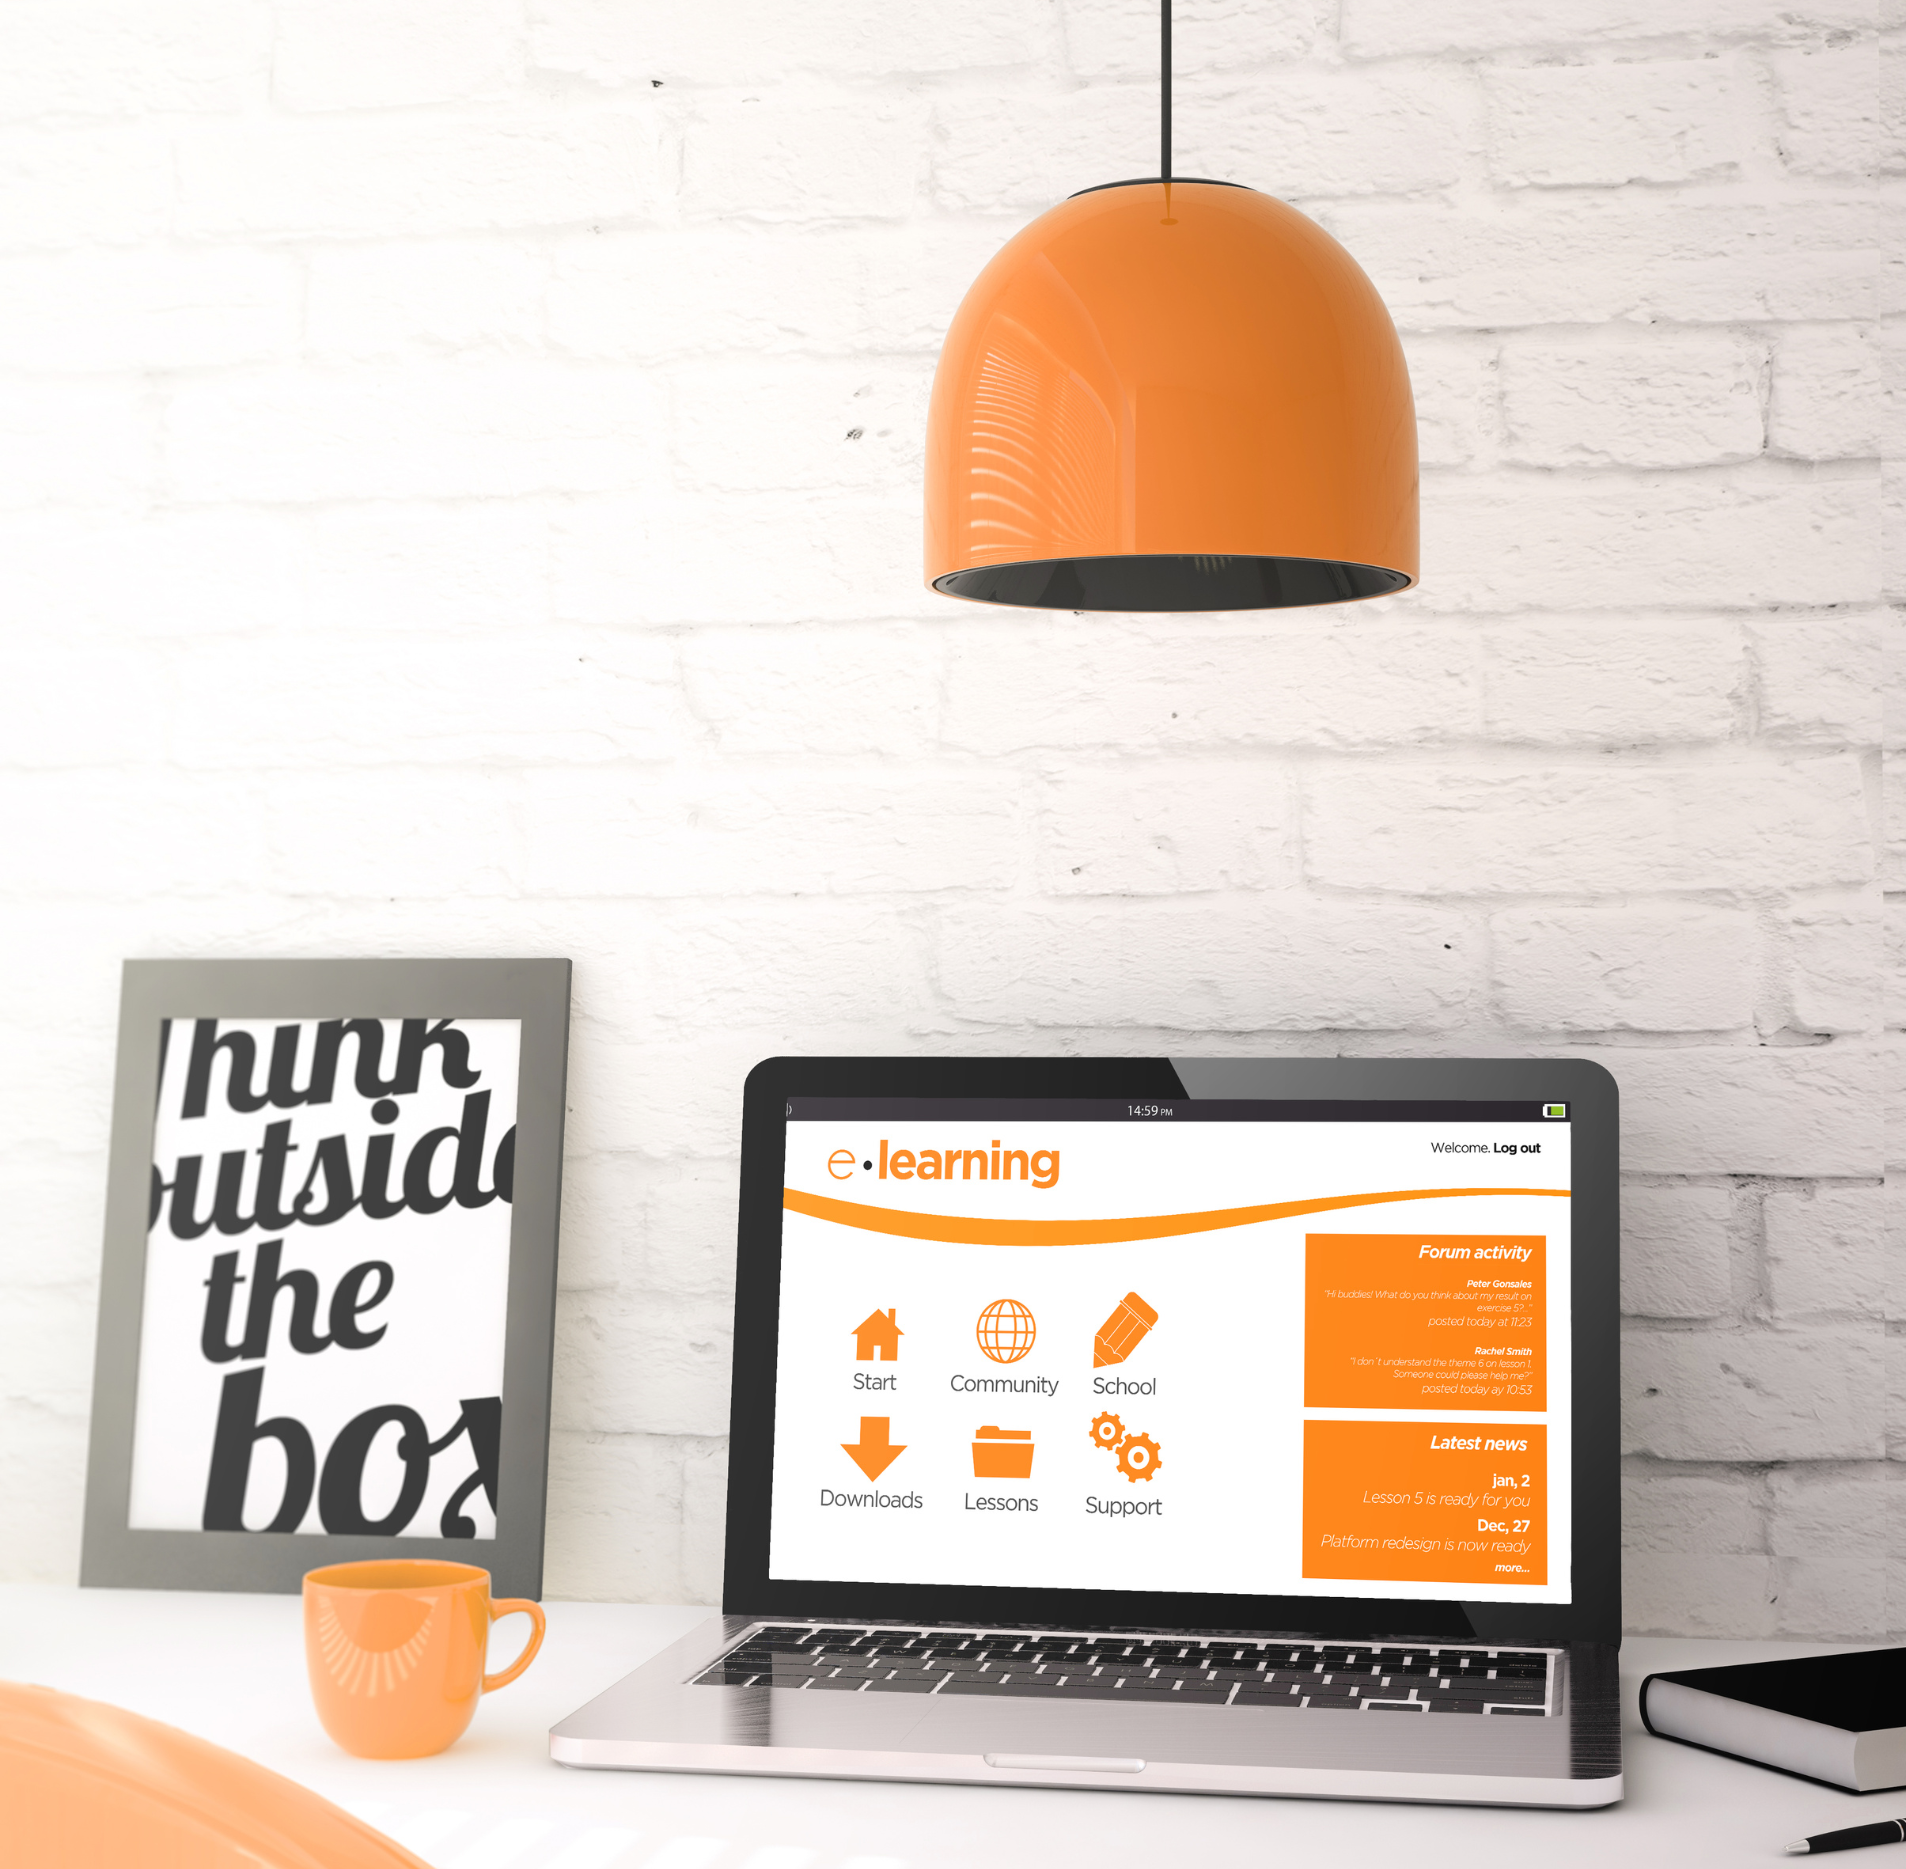 hink
outside
the
box
14:59 PM
e·learning
Welcome. Log out
Forum activity
Peter Gonsales
"Hi buddies! What do you think about my result on
exercise 5?..."
posted today at 11:23
Rachel Smith
"I don´t understand the theme 6 on lesson 1.
Someone could please help me?"
posted today ay 10:53
Start
Community
School
Downloads
Lessons
Support
Latest news
jan, 2
Lesson 5 is ready for you
Dec, 27
Platform redesign is now ready
more...